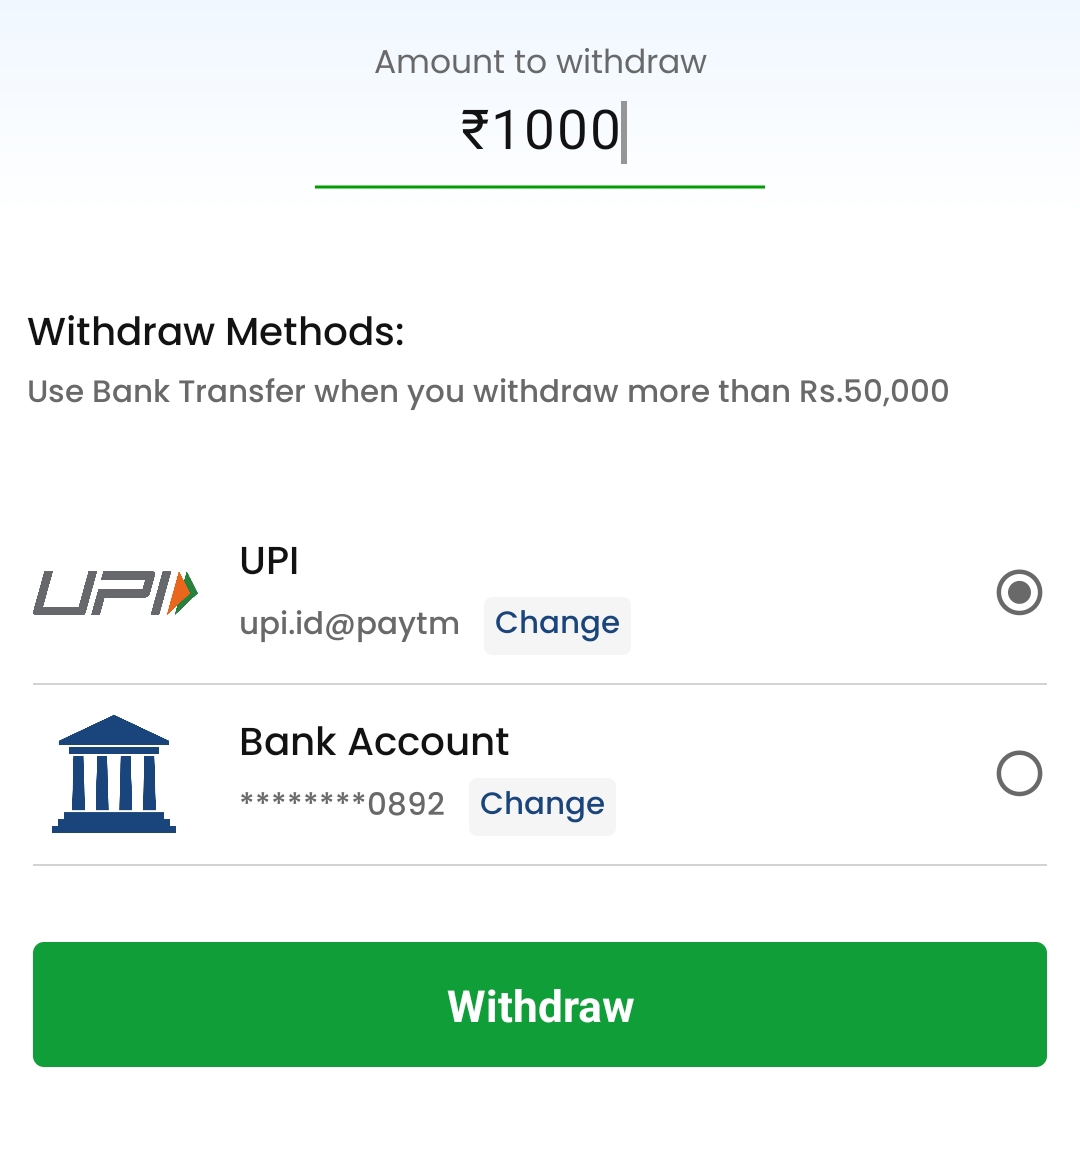 Amount to withdraw
₹1000
Withdraw Methods:
Use Bank Transfer when you withdraw more than Rs.50,000
UPI
UPI
upi.id@paytm Change
Bank Account
********0892 Change
Withdraw